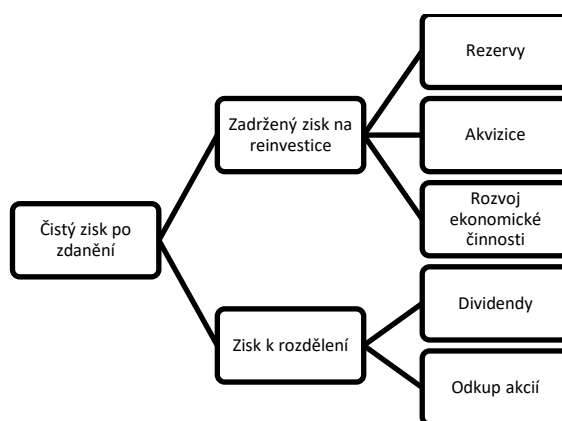 Čistý zisk po
zdanění
Zadržený zisk na
reinvestice
Rezervy
Akvizice
Rozvoj
ekonomické
činnosti
Zisk k rozdělení
Dividendy
Odkup akcií